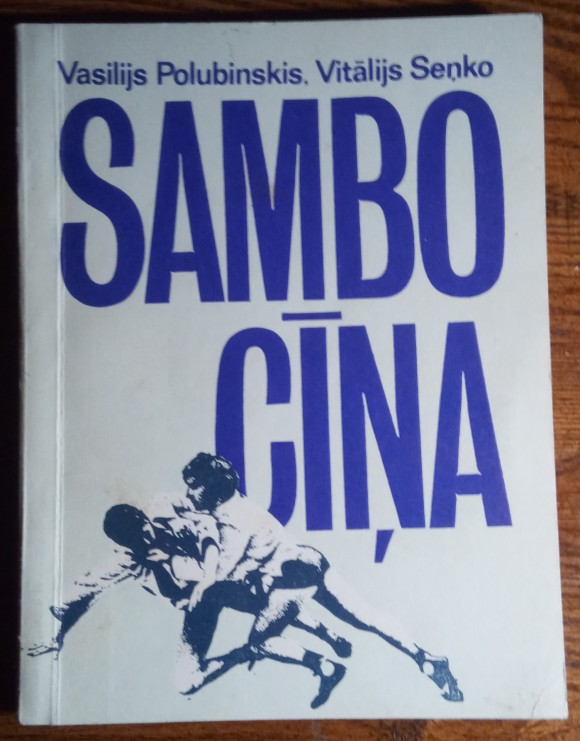 Vasilijs Polubinskis, Vitālijs Seņko
SAMBO
CĪŅA